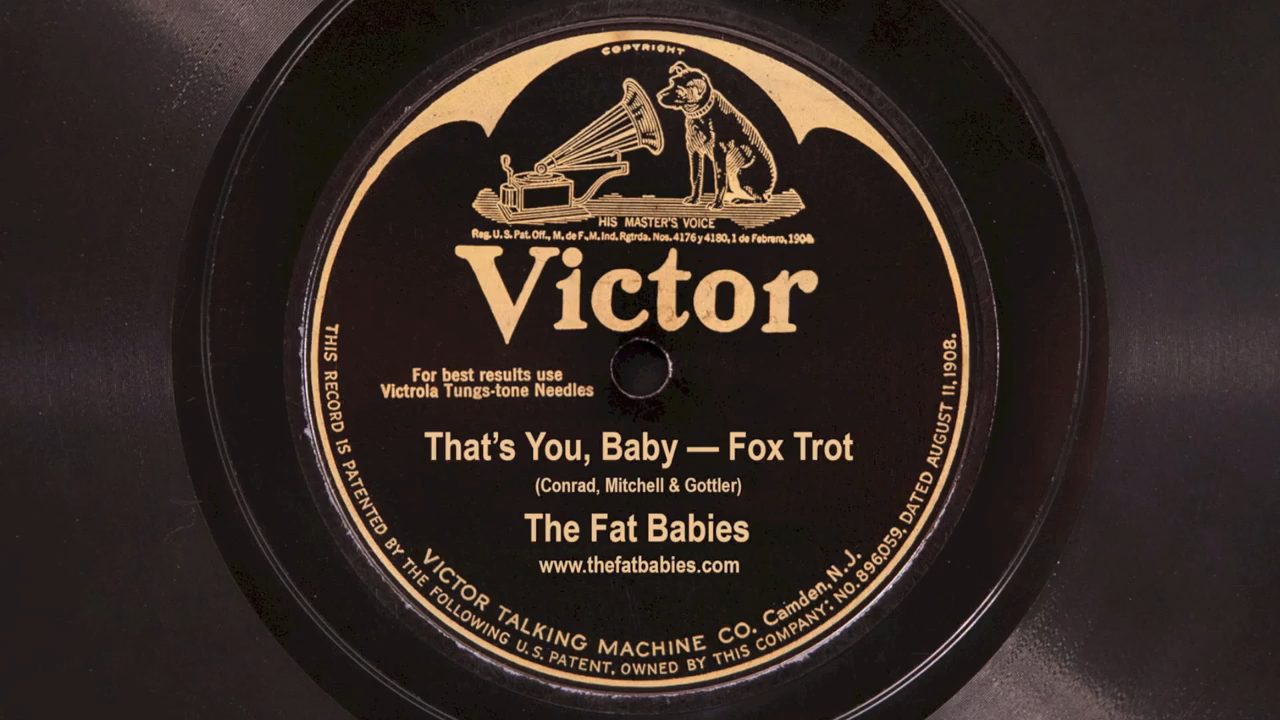 COPYRIGHT
HIS MASTER'S VOICE
Reg. U.S. Pat. Off., M. de F., M. Ind. Rgtrda. Nos. 4176 y 4180, 1 de Febrero, 1904
Victor
For best results use
Victrola Tungs-tone Needles
That’s You, Baby — Fox Trot
(Conrad, Mitchell & Gottler)
The Fat Babies
www.thefatbabies.com
VICTOR TALKING MACHINE CO. Camden, N.J.
THIS RECORD IS PATENTED BY THE FOLLOWING U.S. PATENT, OWNED BY THIS COMPANY: NO. 896,059, DATED AUGUST 11, 1908.